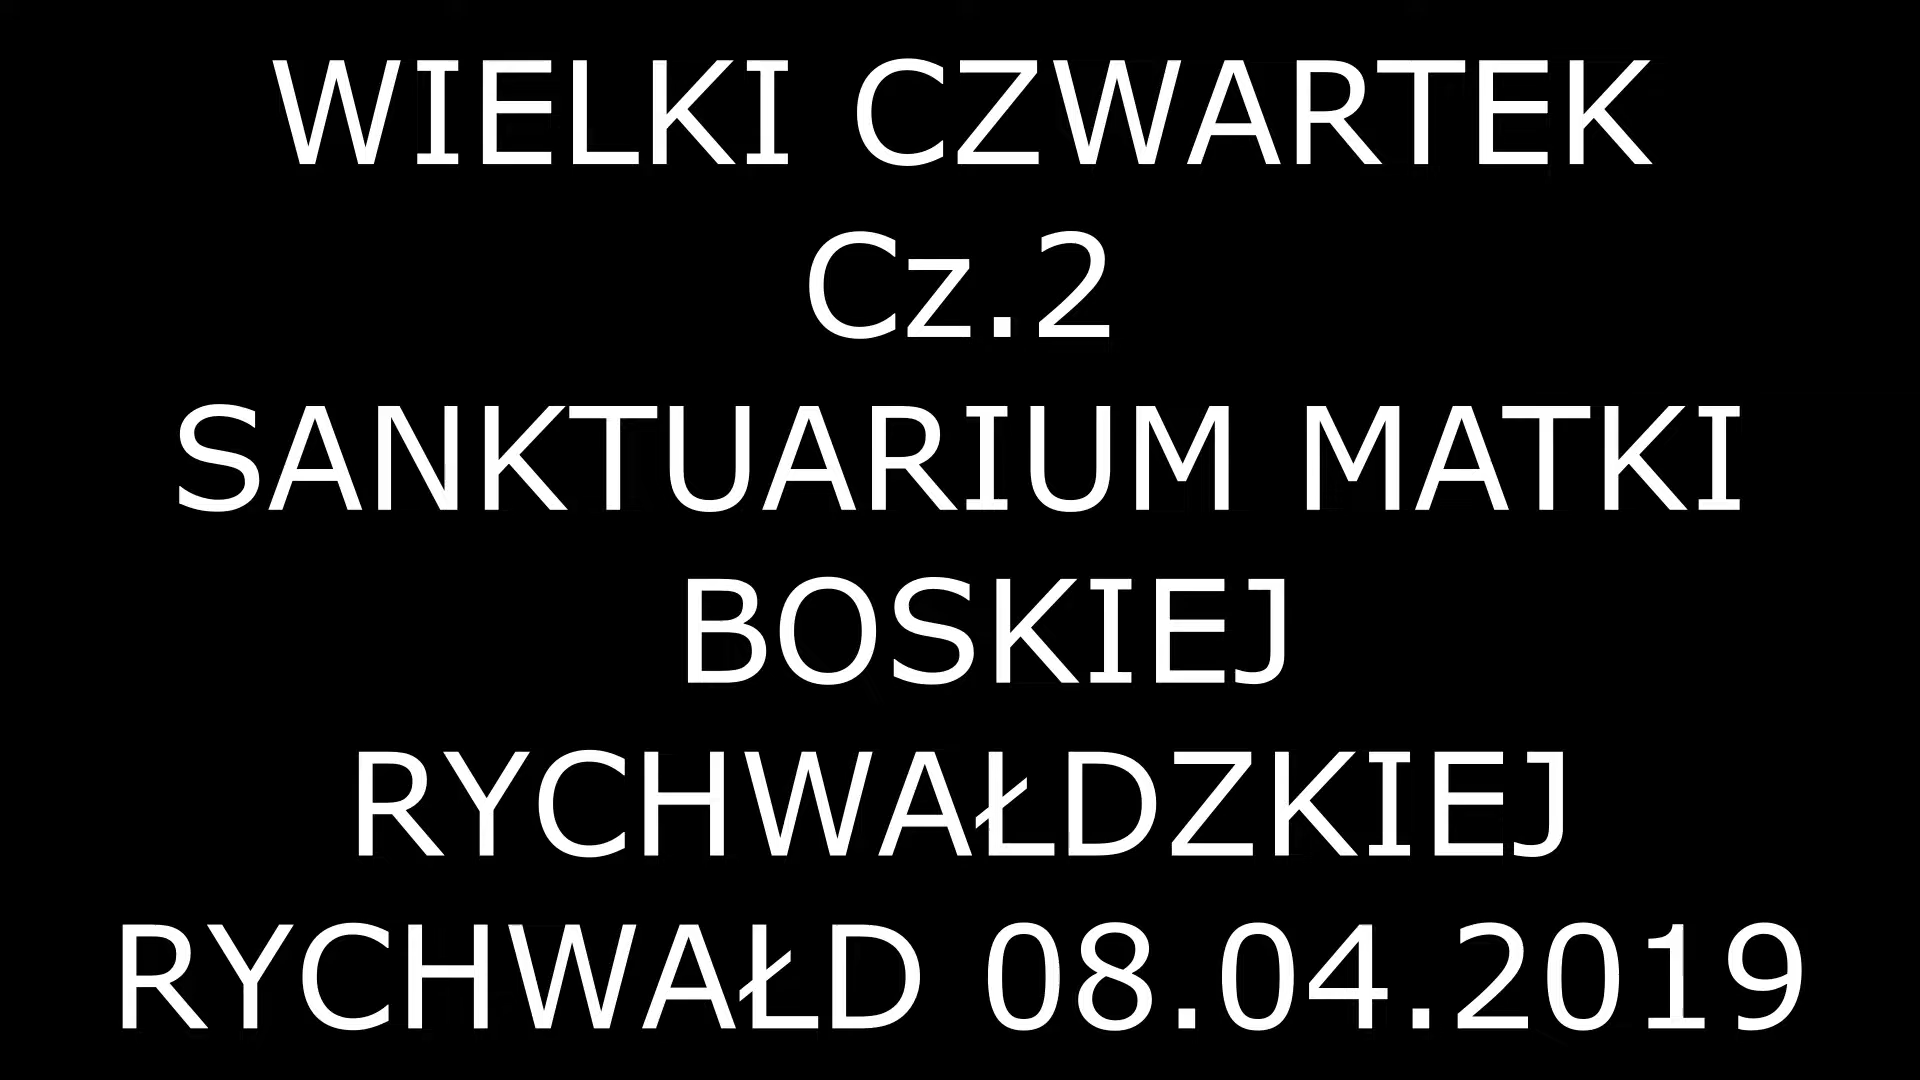 WIELKI CZWARTEK
Cz.2
SANKTUARIUM MATKI
BOSKIEJ
RYCHWAŁDZKIEJ
RYCHWAŁD 08.04.2019